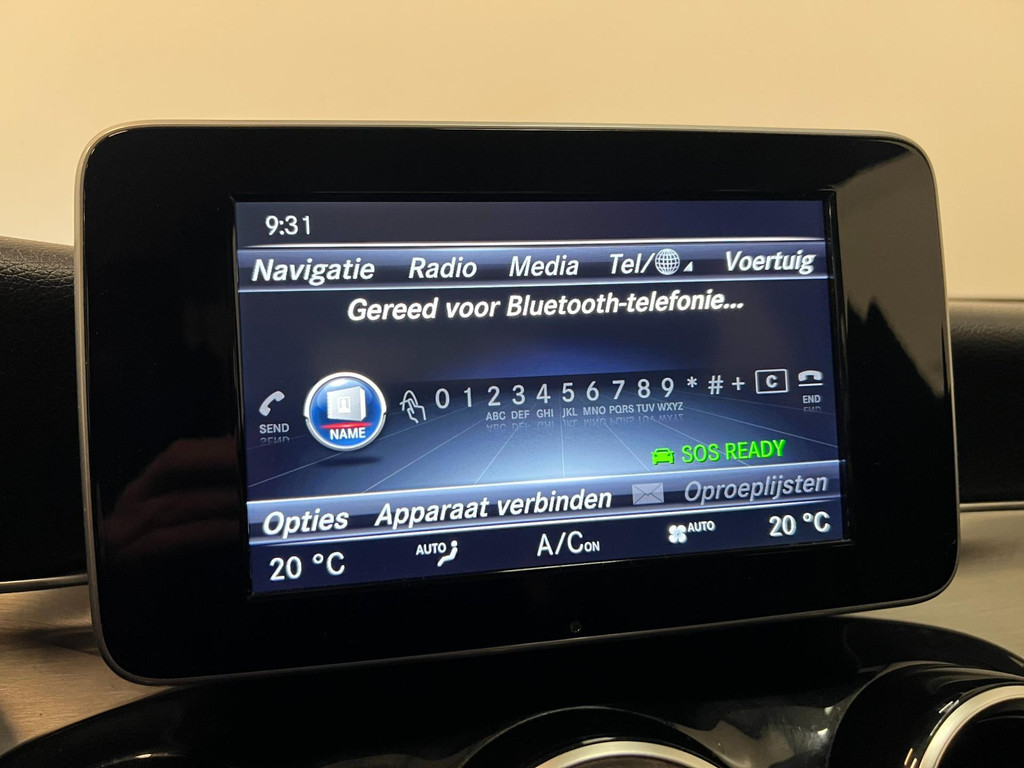 9:31
Navigatie Radio Media Tel/ Voertuig
Gereed voor Bluetooth-telefonie...
SEND NAME 0 1 2 3 4 5 6 7 8 9 * # + C END
ABC DEF GHI JKL MNO PQRS TUV WXYZ
SOS READY
Opties Apparaat verbinden Oproeplijsten
20 °C AUTO A/C ON AUTO 20 °C